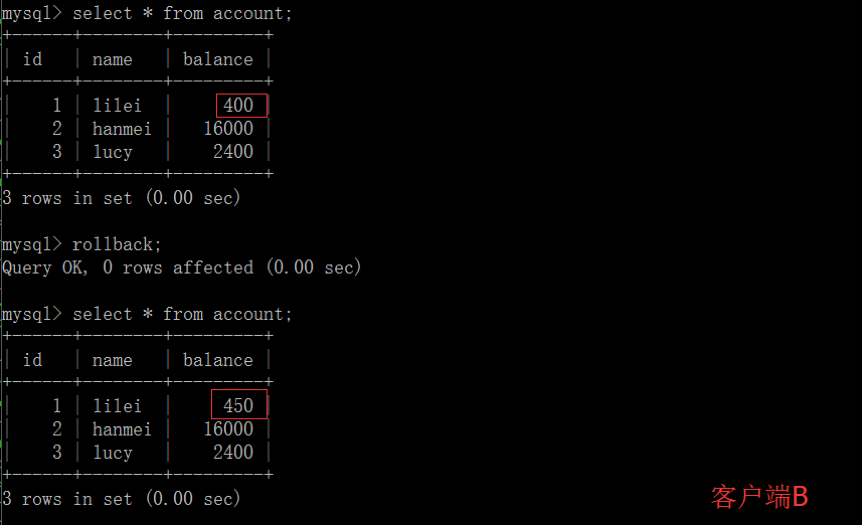 mysql> select * from account;
+------+--------+---------+
| id   | name   | balance |
+------+--------+---------+
|    1 | lilei  |     400 |
|    2 | hanmei |   16000 |
|    3 | lucy   |    2400 |
+------+--------+---------+
3 rows in set (0.00 sec)
mysql> rollback;
Query OK, 0 rows affected (0.00 sec)
mysql> select * from account;
+------+--------+---------+
| id   | name   | balance |
+------+--------+---------+
|    1 | lilei  |     450 |
|    2 | hanmei |   16000 |
|    3 | lucy   |    2400 |
+------+--------+---------+
3 rows in set (0.00 sec)
客户端B